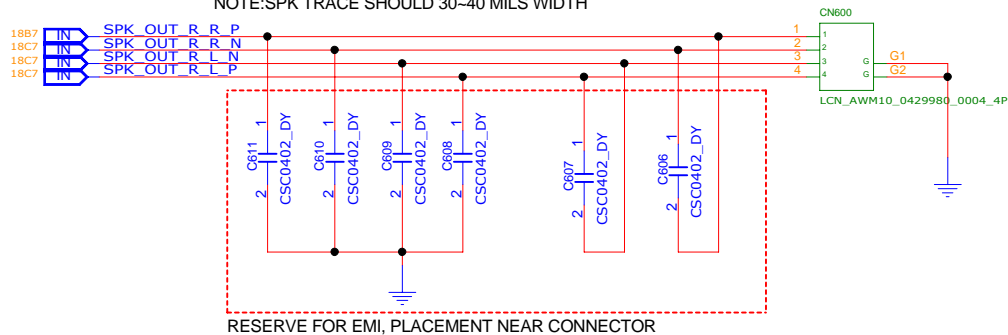 NOTE:SPK TRACE SHOULD 30~40 MILS WIDTH
CN600
18B7 IN SPK_OUT_R_R_P 1 1
18C7 IN SPK_OUT_R_R_N 2 2
18C7 IN SPK_OUT_R_L_N 3 3 G G1
18C7 IN SPK_OUT_R_L_P 4 4 G G2
LCN_AWM10_0429980_0004_4P
C611 1 2 CSC0402_DY
C610 1 2 CSC0402_DY
C609 1 2 CSC0402_DY
C608 1 2 CSC0402_DY
C607 1 2 CSC0402_DY
C606 1 2 CSC0402_DY
RESERVE FOR EMI, PLACEMENT NEAR CONNECTOR